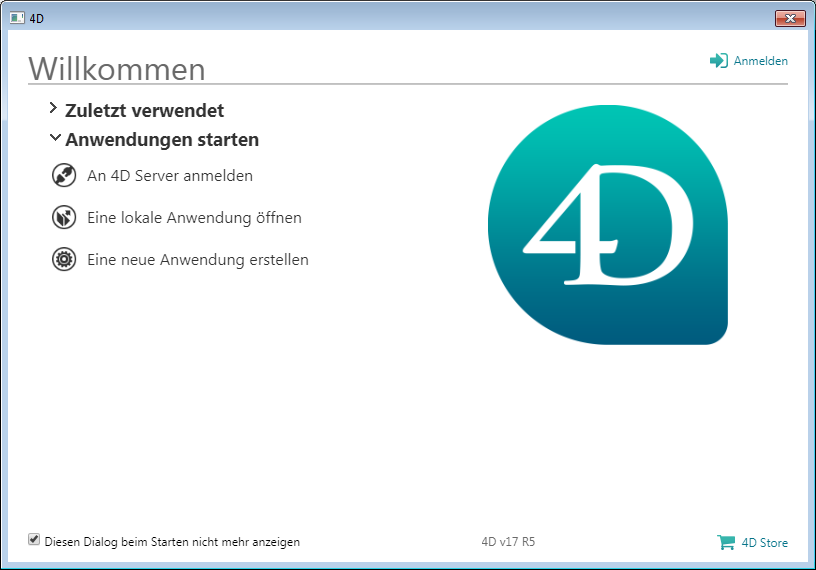 4D
Willkommen
Anmelden
Zuletzt verwendet
Anwendungen starten
An 4D Server anmelden
Eine lokale Anwendung öffnen
Eine neue Anwendung erstellen
4D
Diesen Dialog beim Starten nicht mehr anzeigen
4D v17 R5
4D Store